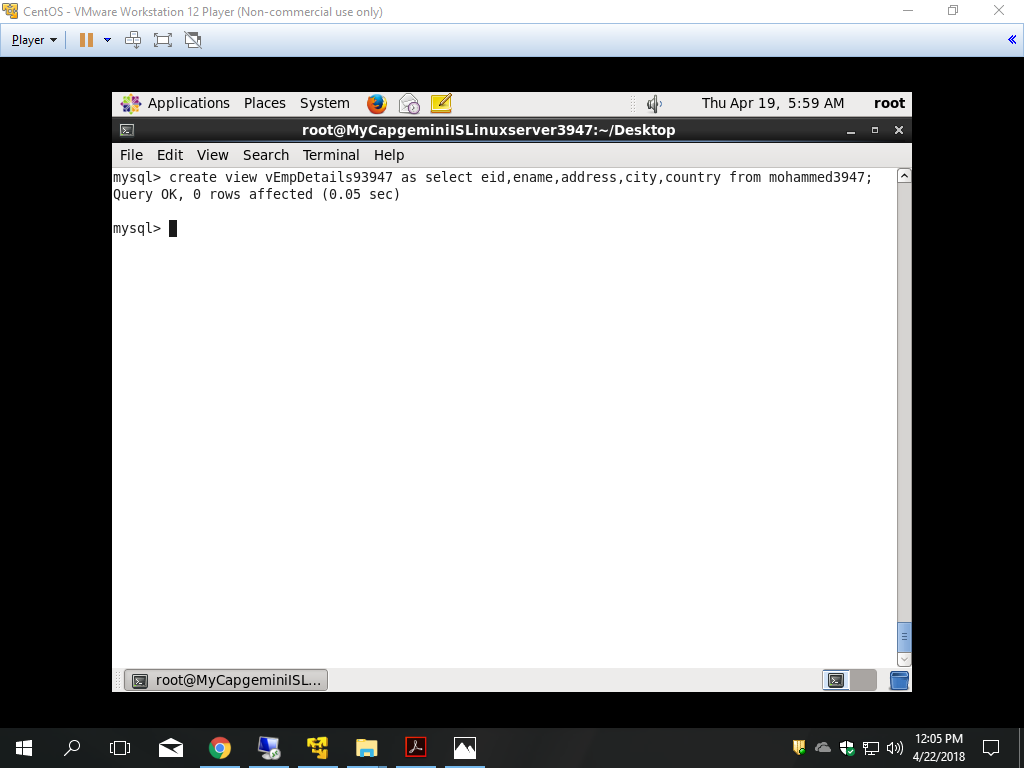 CentOS - VMware Workstation 12 Player (Non-commercial use only)
Player
Applications Places System Thu Apr 19, 5:59 AM root
root@MyCapgeminiISLinuxserver3947:~/Desktop
File Edit View Search Terminal Help
mysql> create view vEmpDetails93947 as select eid,ename,address,city,country from mohammed3947;
Query OK, 0 rows affected (0.05 sec)
mysql>
root@MyCapgeminiISL...
12:05 PM
4/22/2018